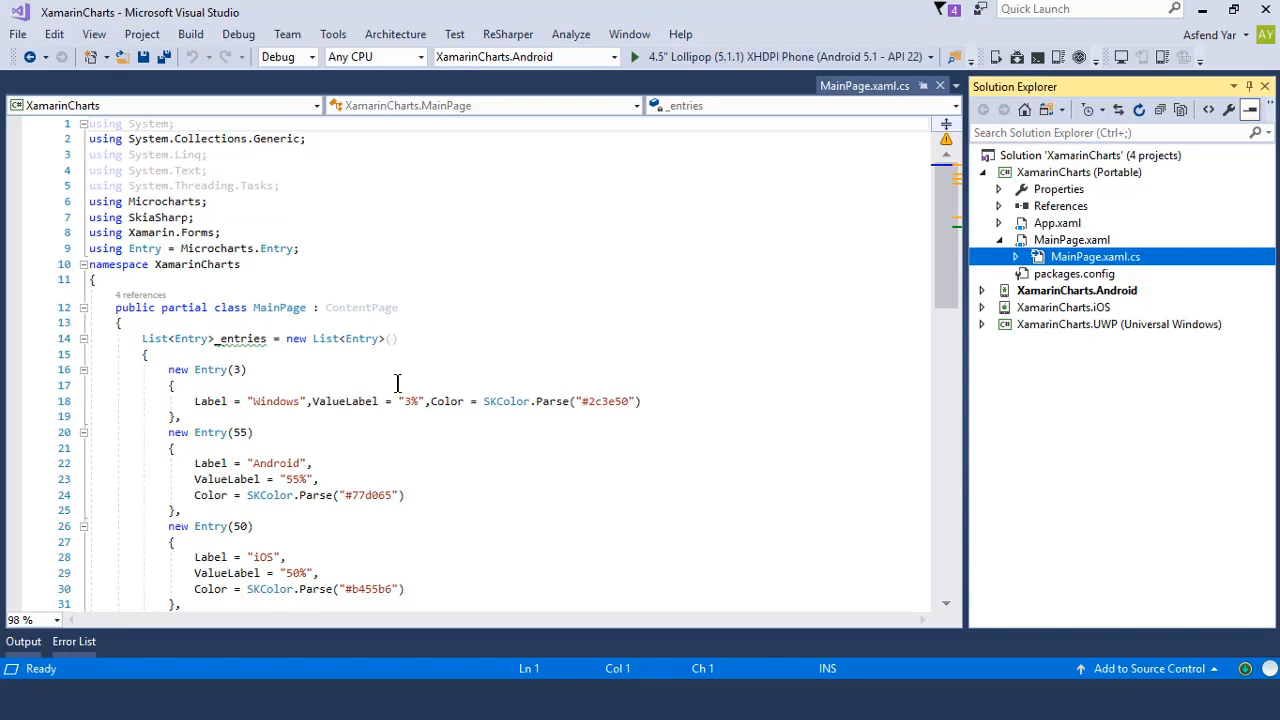 XamarinCharts - Microsoft Visual Studio
4
Quick Launch
File Edit View Project Build Debug Team Tools Architecture Test ReSharper Analyze Window Help
Asfend Yar AY
Debug Any CPU XamarinCharts.Android 4.5" Lollipop (5.1.1) XHDPI Phone (Android 5.1 - API 22)
MainPage.xaml.cs
XamarinCharts XamarinCharts.MainPage _entries
1 using System;
2 using System.Collections.Generic;
3 using System.Linq;
4 using System.Text;
5 using System.Threading.Tasks;
6 using Microcharts;
7 using SkiaSharp;
8 using Xamarin.Forms;
9 using Entry = Microcharts.Entry;
10 namespace XamarinCharts
11 {
4 references
12 public partial class MainPage : ContentPage
13 {
14 List<Entry>_entries = new List<Entry>()
15 {
16 new Entry(3)
17 {
18 Label = "Windows",ValueLabel = "3%",Color = SKColor.Parse("#2c3e50")
19 },
20 new Entry(55)
21 {
22 Label = "Android",
23 ValueLabel = "55%",
24 Color = SKColor.Parse("#77d065")
25 },
26 new Entry(50)
27 {
28 Label = "iOS",
29 ValueLabel = "50%",
30 Color = SKColor.Parse("#b455b6")
31 },
98 %
Solution Explorer
Search Solution Explorer (Ctrl+;)
Solution 'XamarinCharts' (4 projects)
C# XamarinCharts (Portable)
Properties
References
App.xaml
MainPage.xaml
MainPage.xaml.cs
packages.config
XamarinCharts.Android
XamarinCharts.iOS
C# XamarinCharts.UWP (Universal Windows)
Output Error List
Ready Ln 1 Col 1 Ch 1 INS Add to Source Control